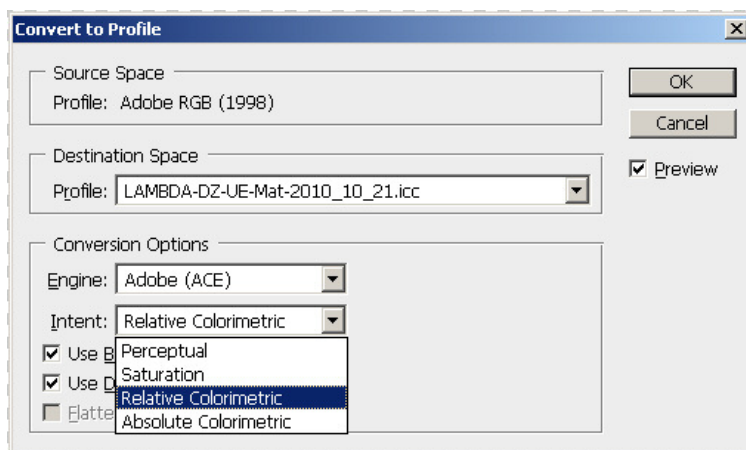 Convert to Profile
Source Space
Profile: Adobe RGB (1998)
OK
Cancel
Preview
Destination Space
Profile: LAMBDA-DZ-UE-Mat-2010_10_21.icc
Conversion Options
Engine: Adobe (ACE)
Intent: Relative Colorimetric
Use B
Perceptual
Saturation
Use D
Relative Colorimetric
Flatte
Absolute Colorimetric